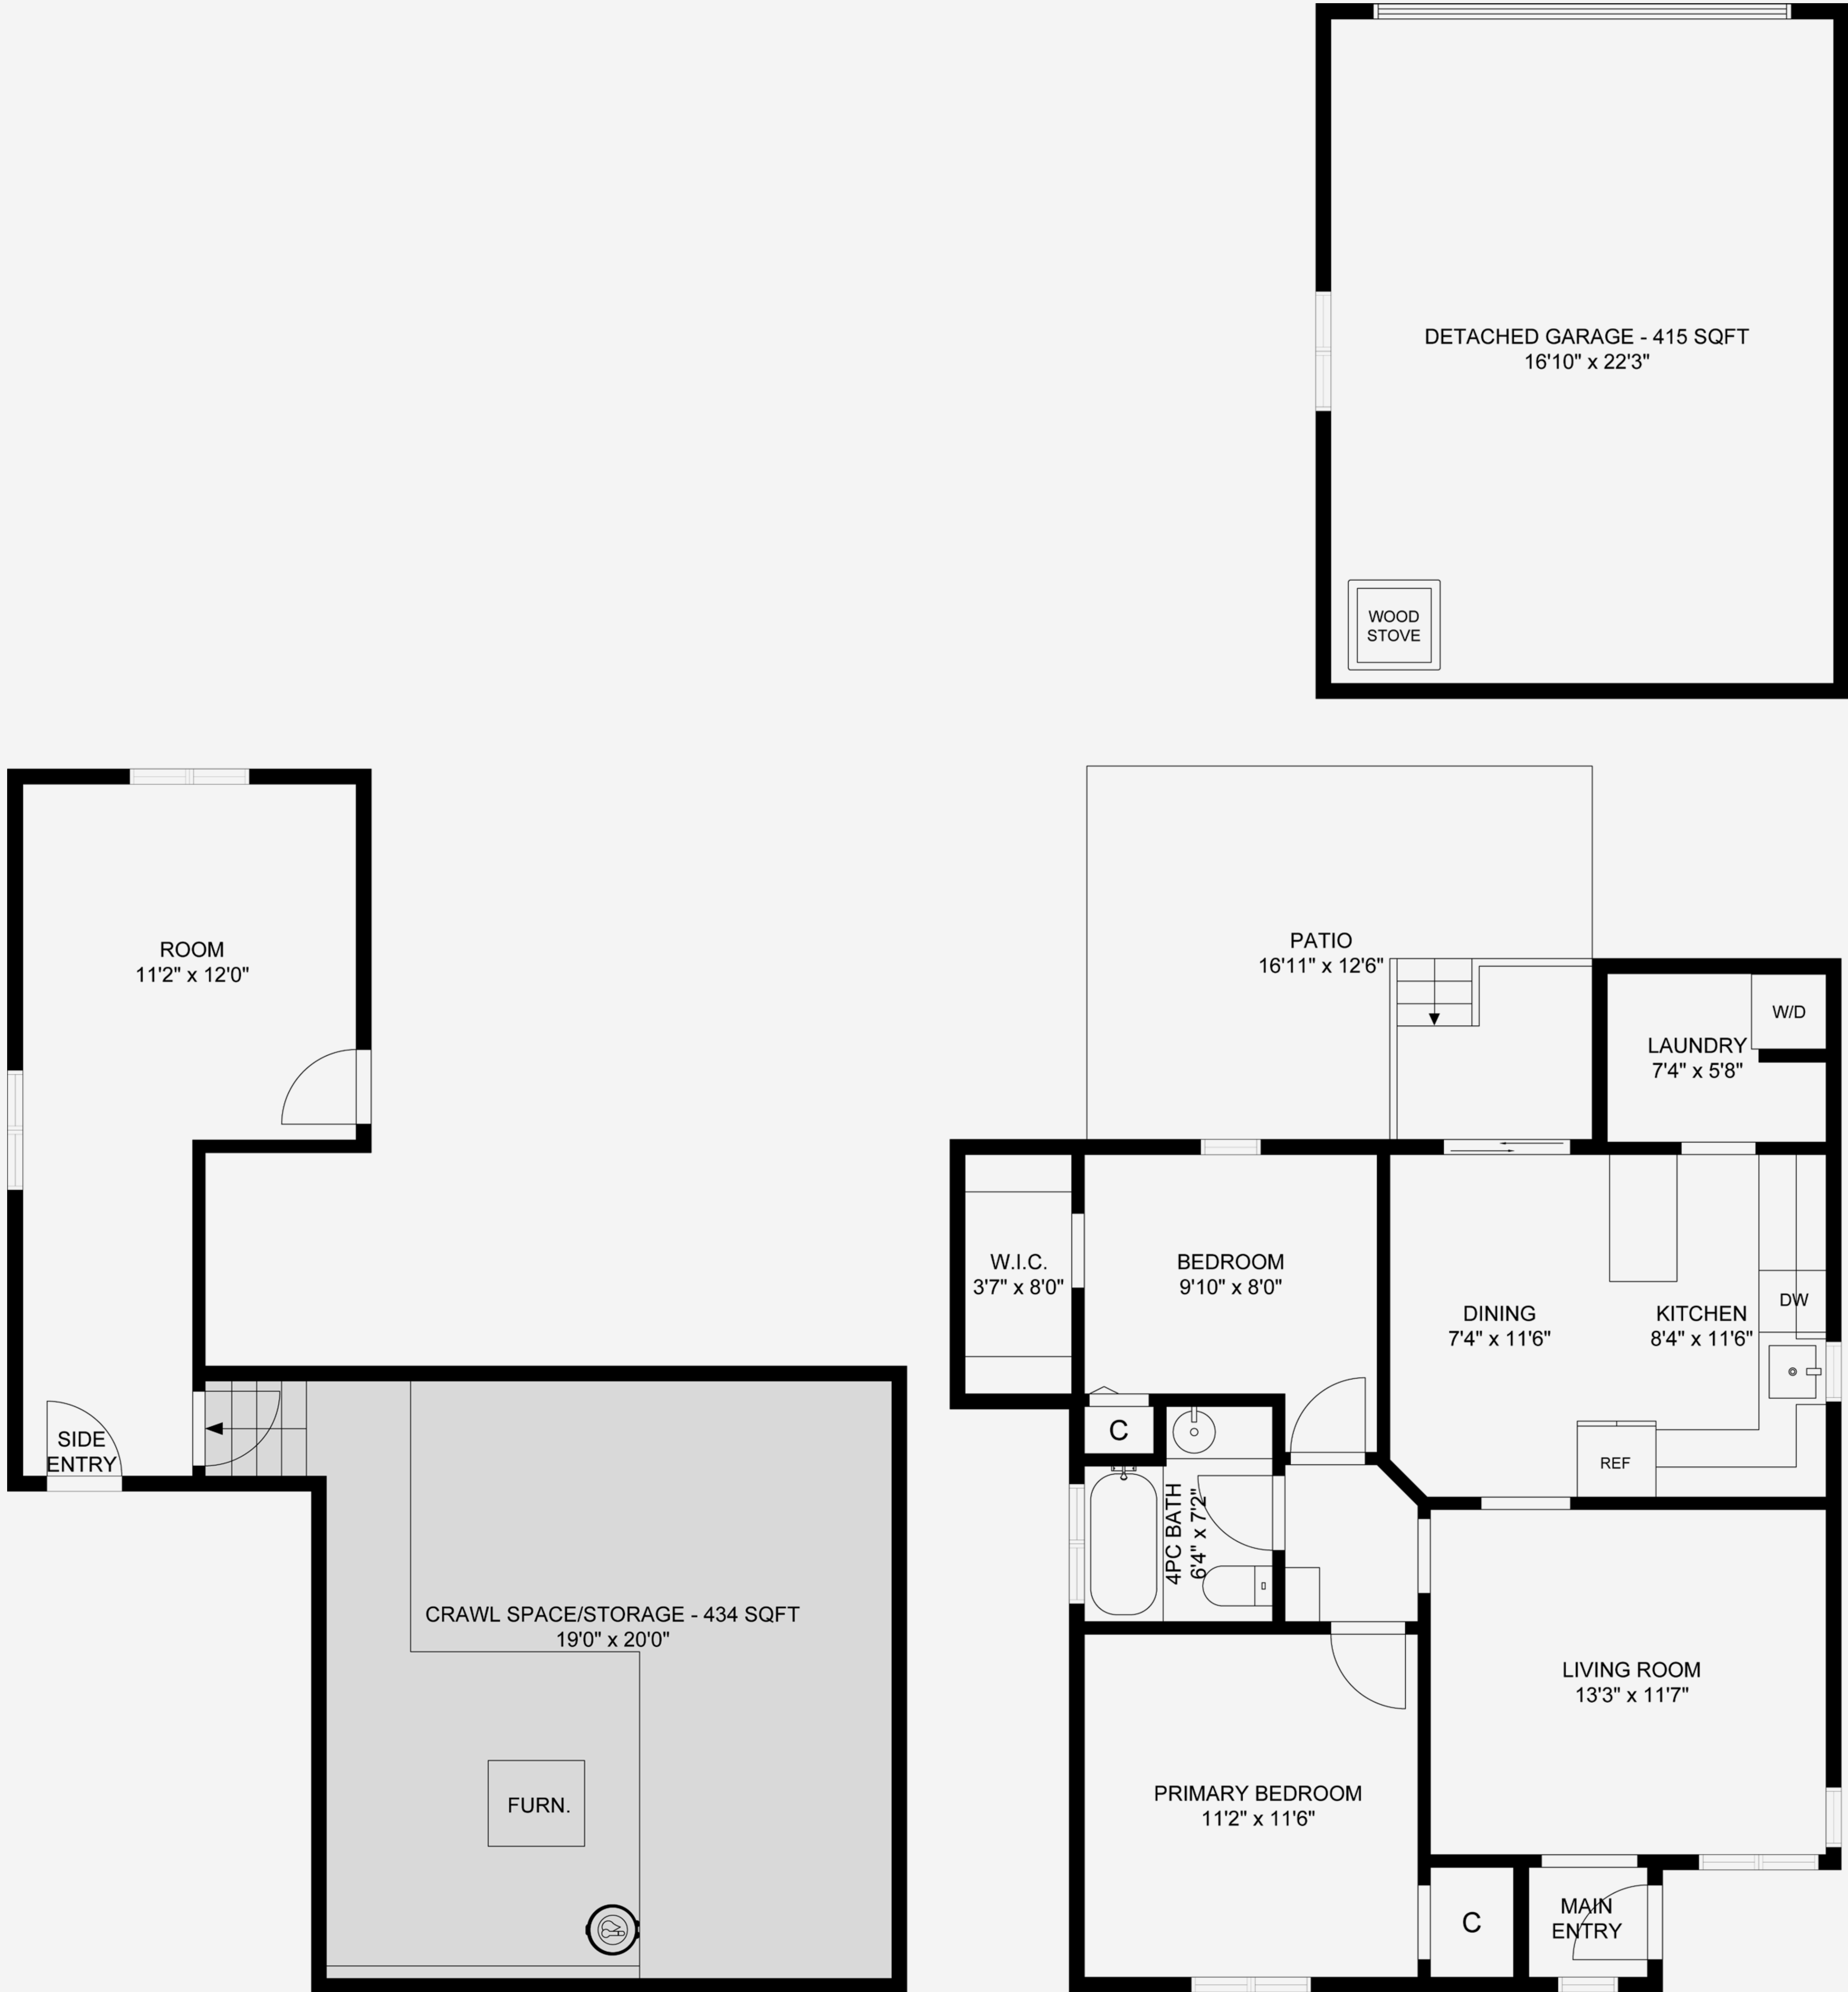 DETACHED GARAGE - 415 SQFT
16'10" x 22'3"
WOOD
STOVE
ROOM
11'2" x 12'0"
SIDE
ENTRY
CRAWL SPACE/STORAGE - 434 SQFT
19'0" x 20'0"
FURN.
PATIO
16'11" x 12'6"
W/D
LAUNDRY
7'4" x 5'8"
W.I.C.
3'7" x 8'0"
BEDROOM
9'10" x 8'0"
DINING
7'4" x 11'6"
KITCHEN
8'4" x 11'6"
DW
REF
C
4PC BATH
6'4" x 7'2"
LIVING ROOM
13'3" x 11'7"
PRIMARY BEDROOM
11'2" x 11'6"
C
MAIN
ENTRY